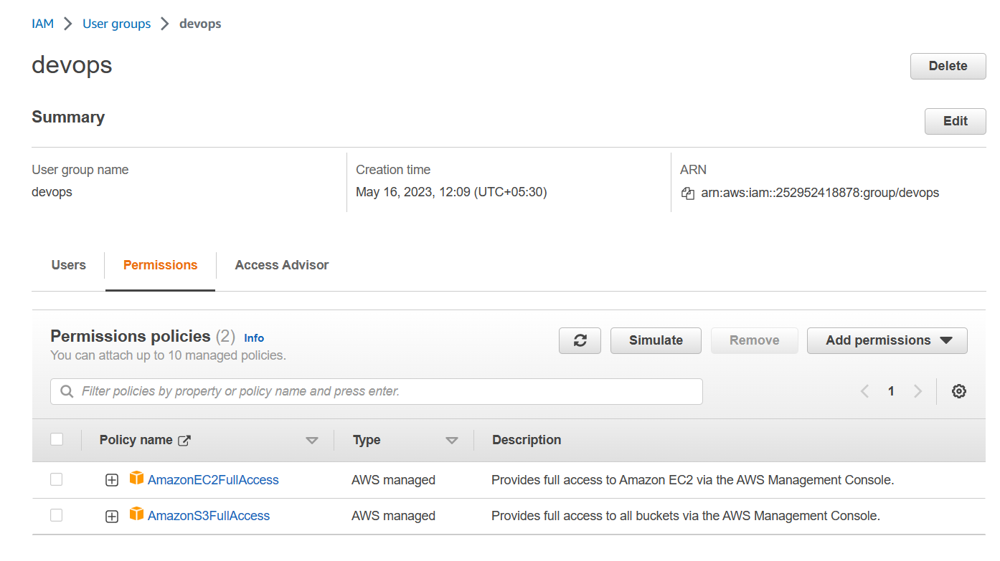 IAM > User groups > devops
devops
Delete
Summary
Edit
User group name
devops
Creation time
May 16, 2023, 12:09 (UTC+05:30)
ARN
arn:aws:iam::252952418878:group/devops
Users Permissions Access Advisor
Permissions policies (2) Info
You can attach up to 10 managed policies.
Simulate Remove Add permissions
Filter policies by property or policy name and press enter.
1
Policy name Type Description
AmazonEC2FullAccess AWS managed Provides full access to Amazon EC2 via the AWS Management Console.
AmazonS3FullAccess AWS managed Provides full access to all buckets via the AWS Management Console.